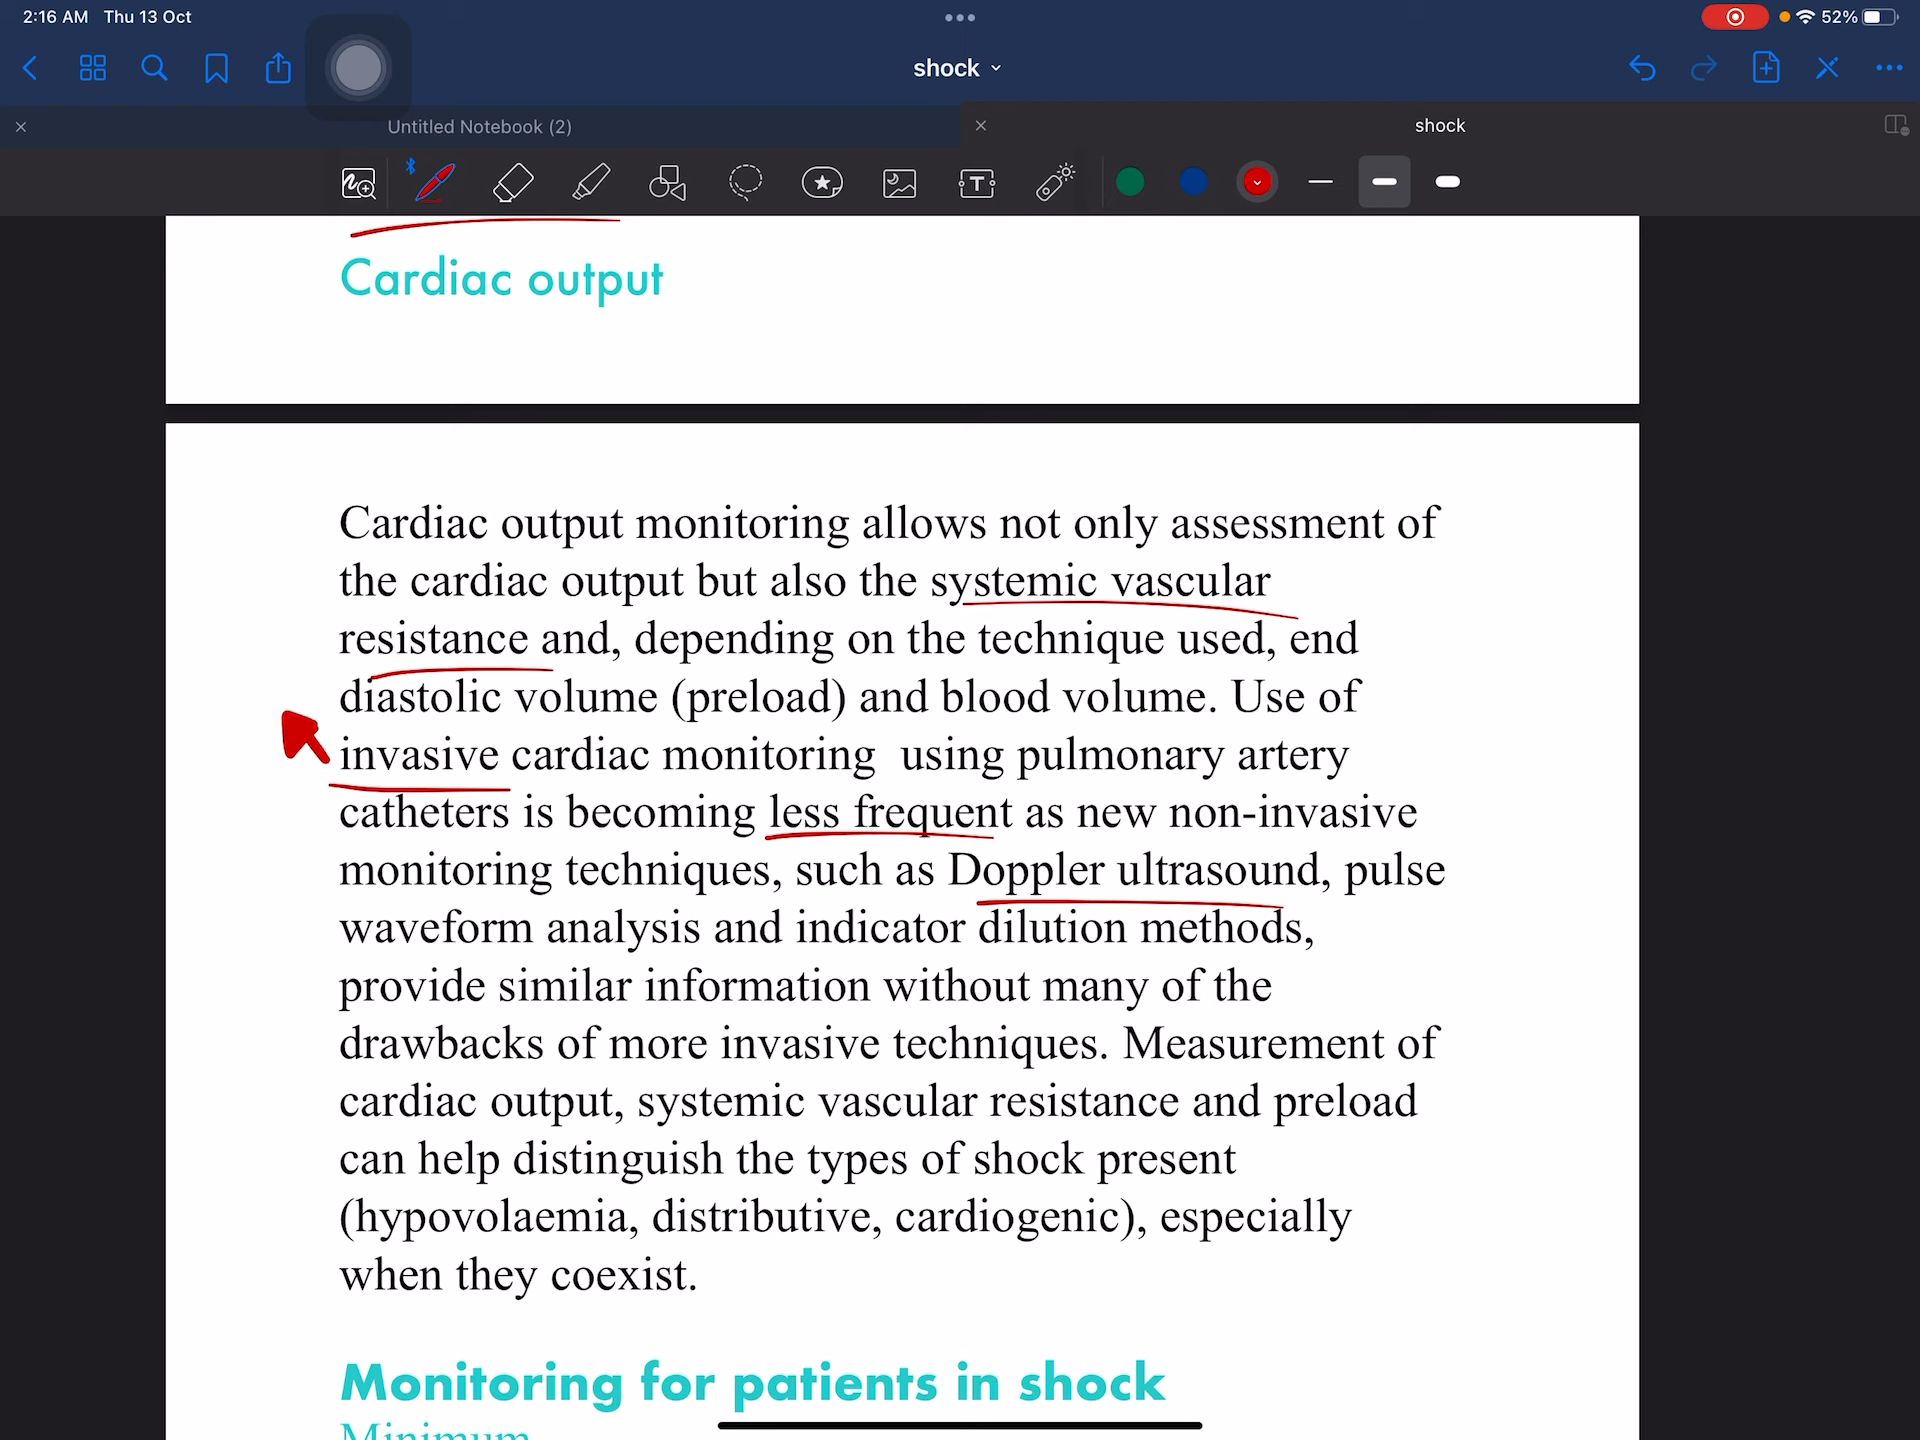 2:16 AM Thu 13 Oct
52%
shock
Untitled Notebook (2)
shock
T
Cardiac output
Cardiac output monitoring allows not only assessment of
the cardiac output but also the systemic vascular
resistance and, depending on the technique used, end
diastolic volume (preload) and blood volume. Use of
invasive cardiac monitoring using pulmonary artery
catheters is becoming less frequent as new non-invasive
monitoring techniques, such as Doppler ultrasound, pulse
waveform analysis and indicator dilution methods,
provide similar information without many of the
drawbacks of more invasive techniques. Measurement of
cardiac output, systemic vascular resistance and preload
can help distinguish the types of shock present
(hypovolaemia, distributive, cardiogenic), especially
when they coexist.
Monitoring for patients in shock
Minimum